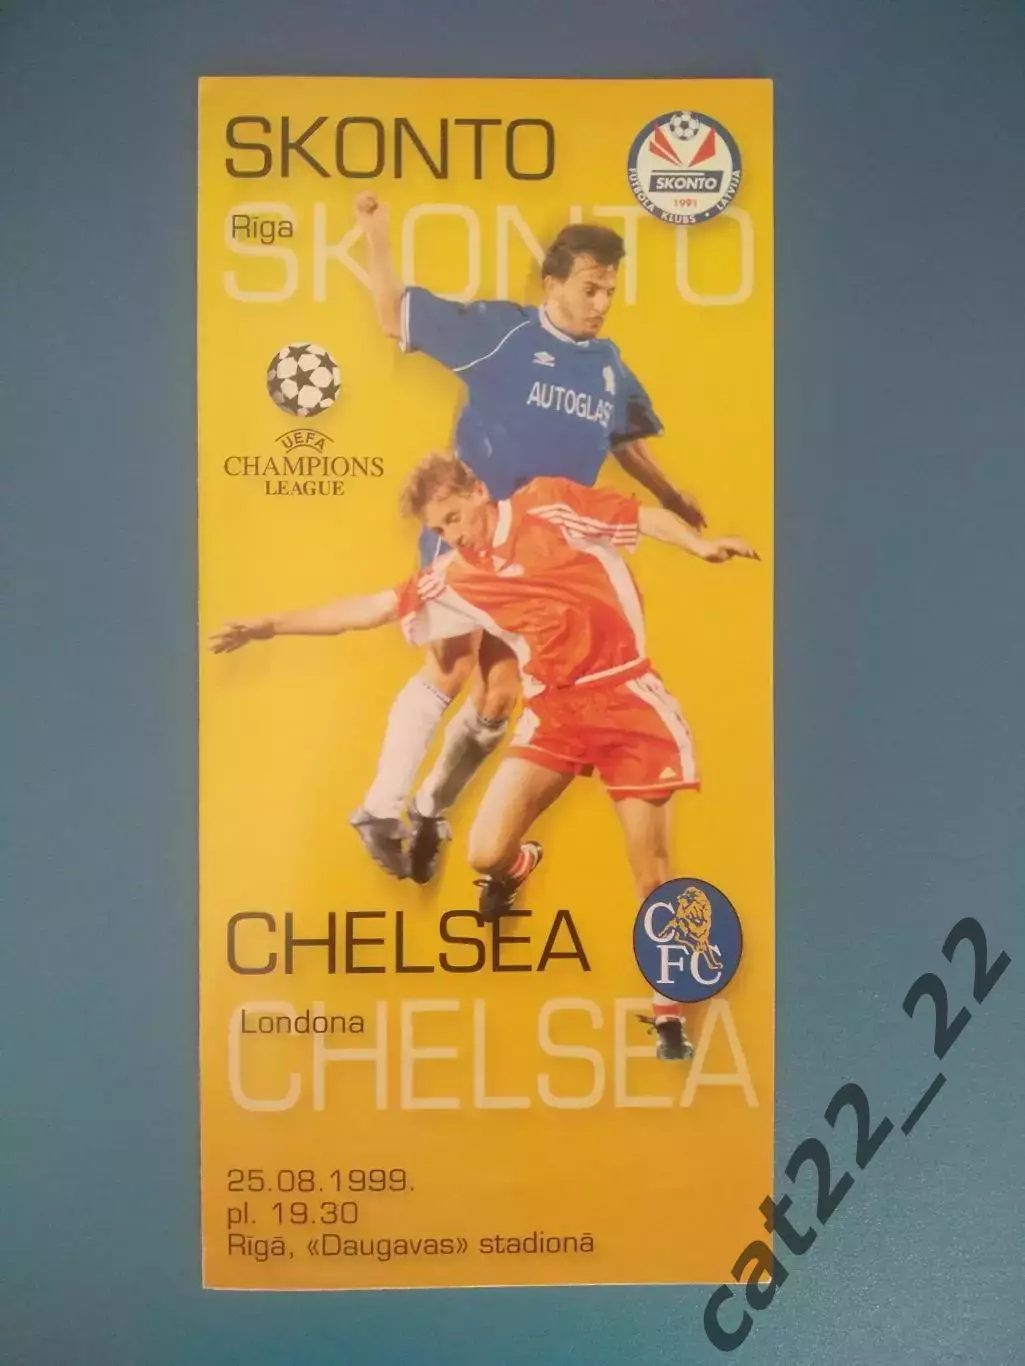 SKONTO
Rīga
SKONTO
FUTBOLA KLUBS • LATVIJA
SKONTO
1991
AUTOGLAS
UEFA
CHAMPIONS
LEAGUE
CHELSEA
CFC
Londona
CHELSEA
25.08.1999.
pl. 19.30
Rīgā, «Daugavas» stadionā
cat22_22